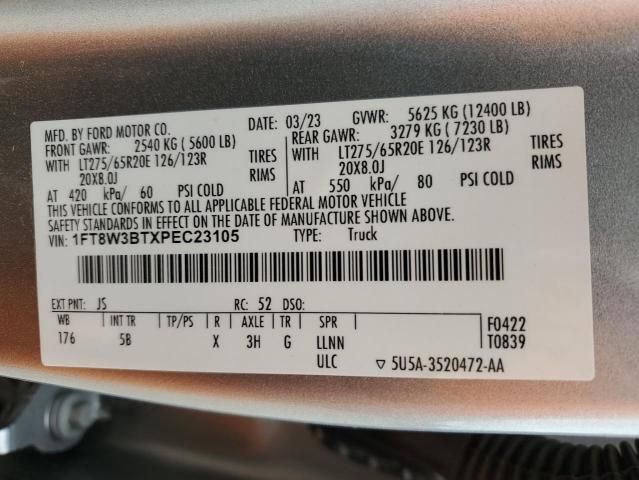 MFD. BY FORD MOTOR CO.
DATE: 03/23 GVWR: 5625 KG (12400 LB)
FRONT GAWR: 2540 KG (5600 LB)
REAR GAWR: 3279 KG (7230 LB)
WITH LT275/65R20E 126/123R TIRES
WITH LT275/65R20E 126/123R TIRES
20X8.0J RIMS
20X8.0J RIMS
AT 420 kPa/ 60 PSI COLD
AT 550 kPa/ 80 PSI COLD
THIS VEHICLE CONFORMS TO ALL APPLICABLE FEDERAL MOTOR VEHICLE
SAFETY STANDARDS IN EFFECT ON THE DATE OF MANUFACTURE SHOWN ABOVE.
VIN: 1FT8W3BTXPEC23105 TYPE: Truck
EXT PNT: JS RC: 52 DSO:
WB INT TR TP/PS R AXLE TR SPR F0422
176 5B X 3H G LLNN T0839
ULC ▽ 5U5A-3520472-AA